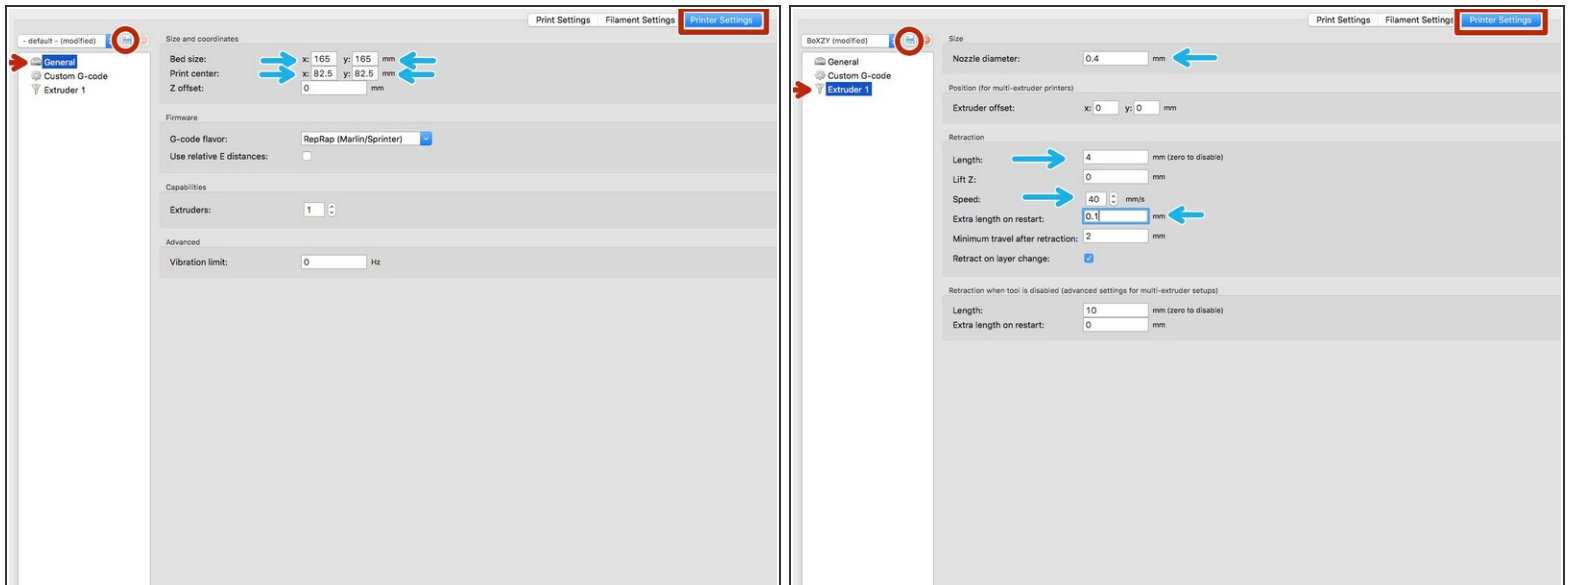 Print Settings Filament Settings Printer Settings
- default - (modified)
General
Custom G-code
Extruder 1
Size and coordinates
Bed size: x: 165 y: 165 mm
Print center: x: 82.5 y: 82.5 mm
Z offset: 0 mm
Firmware
G-code flavor: RepRap (Marlin/Sprinter)
Use relative E distances:
Capabilities
Extruders: 1
Advanced
Vibration limit: 0 Hz
Print Settings Filament Settings Printer Settings
BoXZY (modified)
General
Custom G-code
Extruder 1
Size
Nozzle diameter: 0.4 mm
Position (for multi-extruder printers)
Extruder offset: x: 0 y: 0 mm
Retraction
Length: 4 mm (zero to disable)
Lift Z: 0 mm
Speed: 40 mm/s
Extra length on restart: 0.1 mm
Minimum travel after retraction: 2 mm
Retract on layer change:
Retraction when tool is disabled (advanced settings for multi-extruder setups)
Length: 10 mm (zero to disable)
Extra length on restart: 0 mm